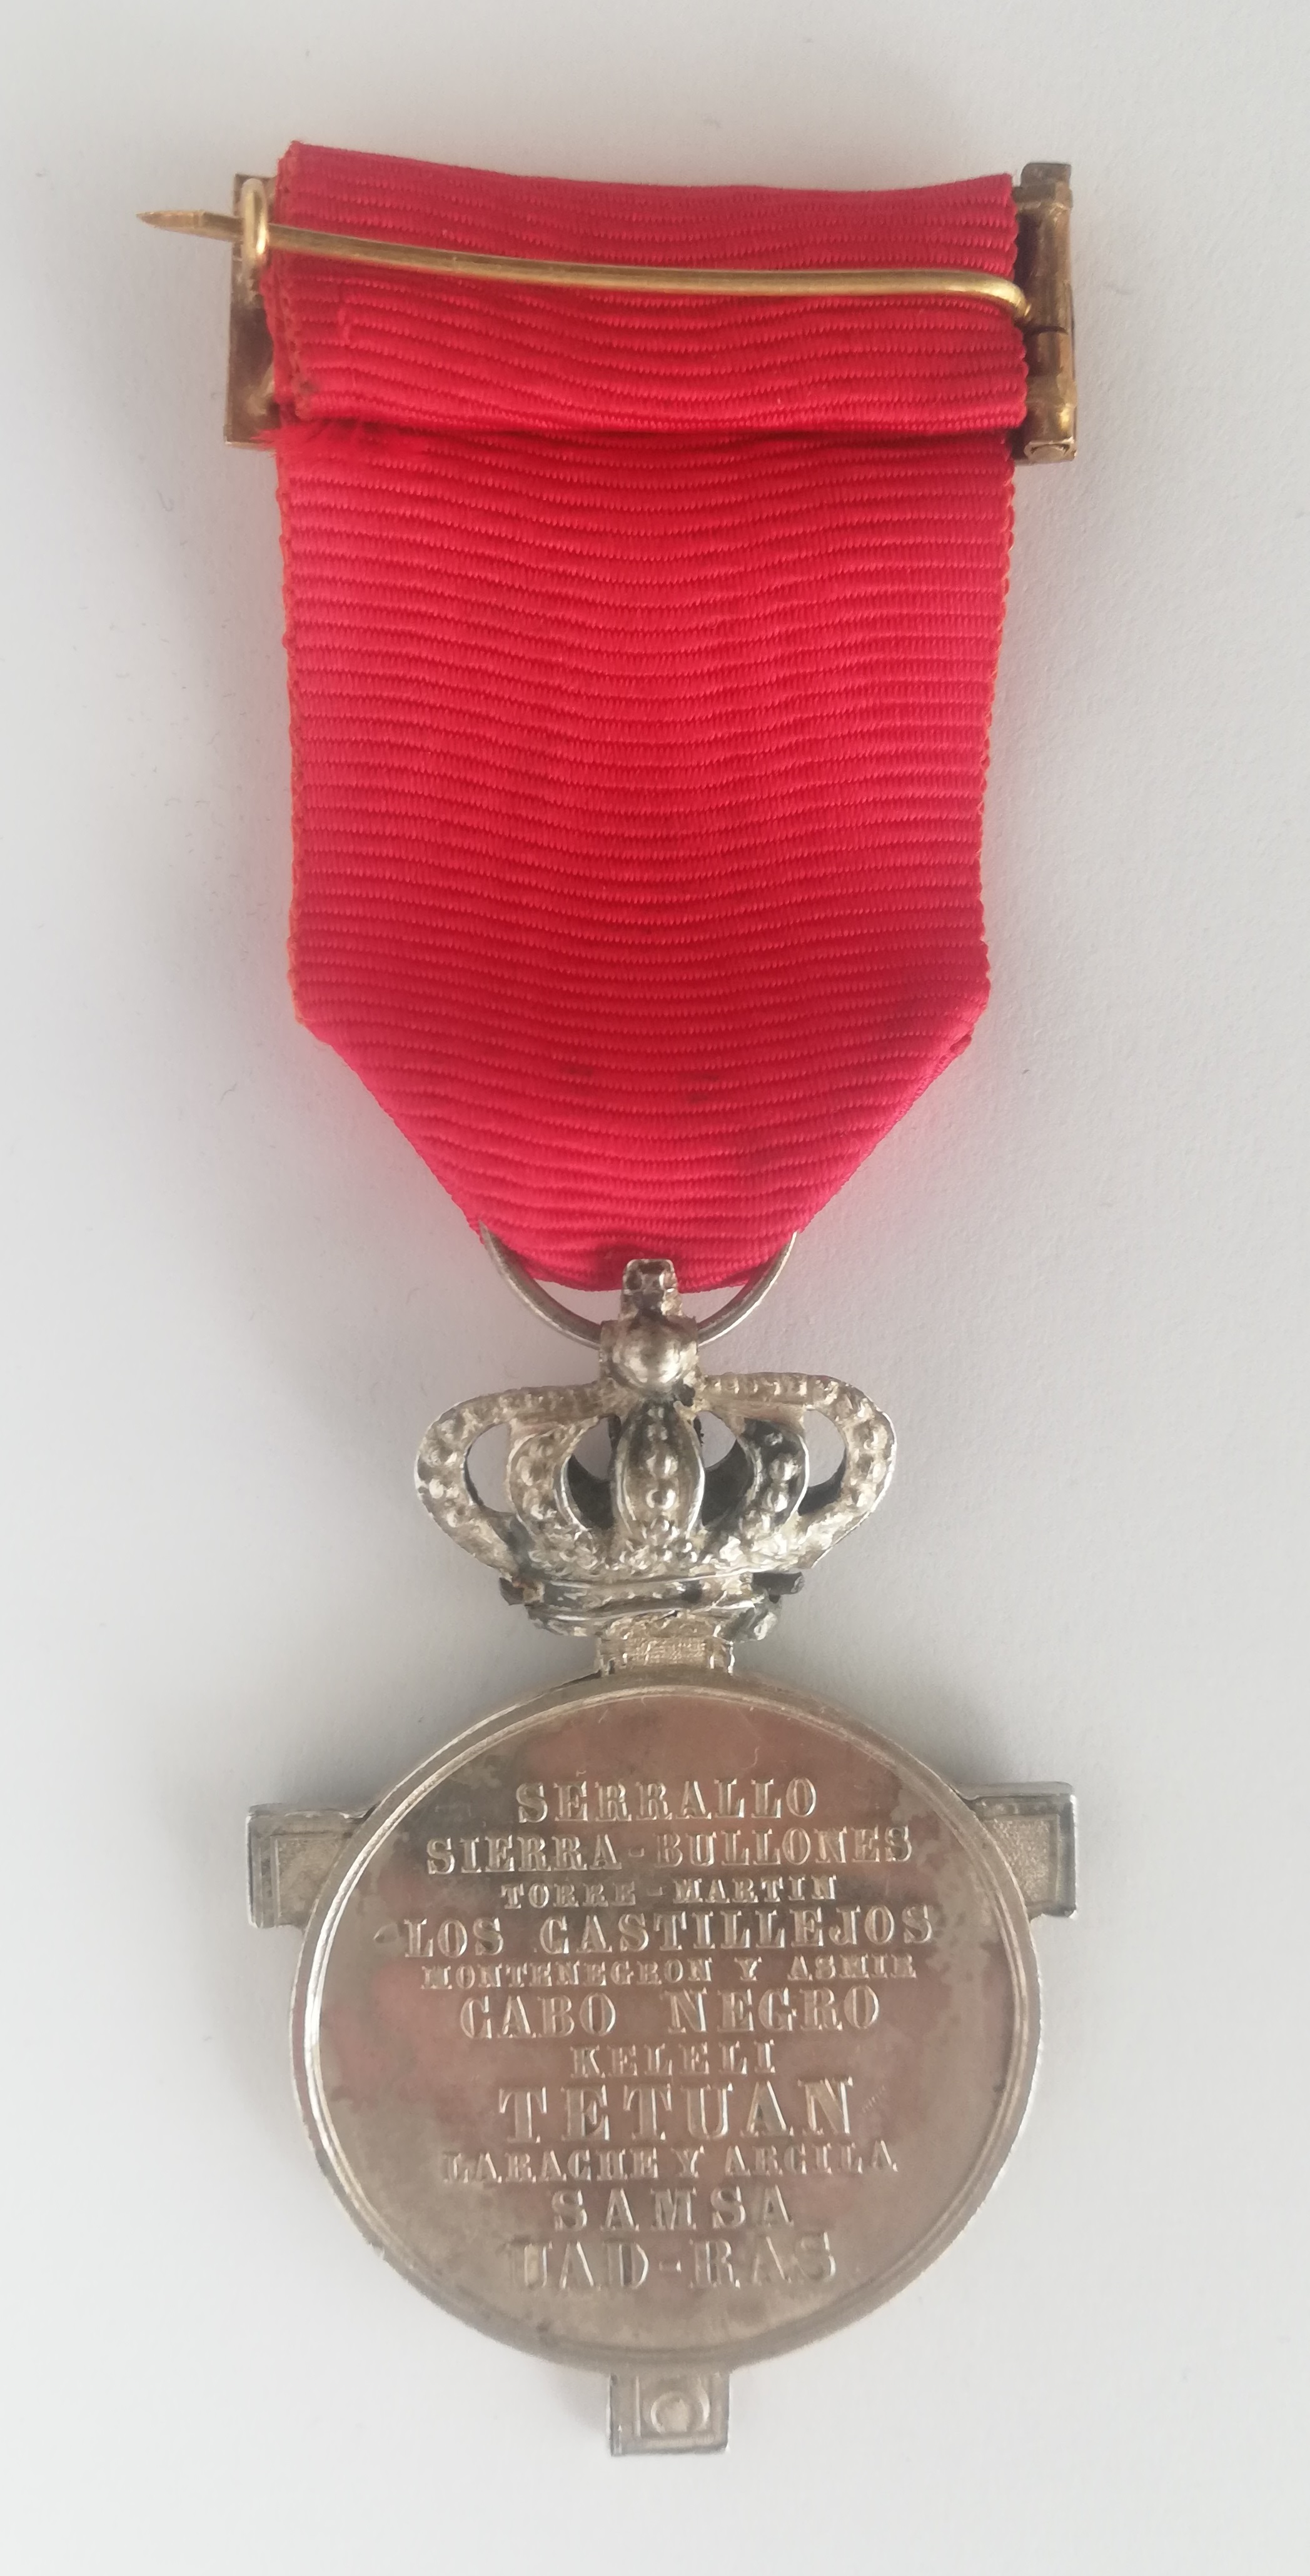 SERRALLO
SIERRA-BULLONES
TORRE-MARTIN
LOS CASTILLEJOS
MONTENEGRON Y ASMIR
CABO NEGRO
KELELI
TETUAN
LARACHE Y ARCILA
SAMSA
UAD-RAS